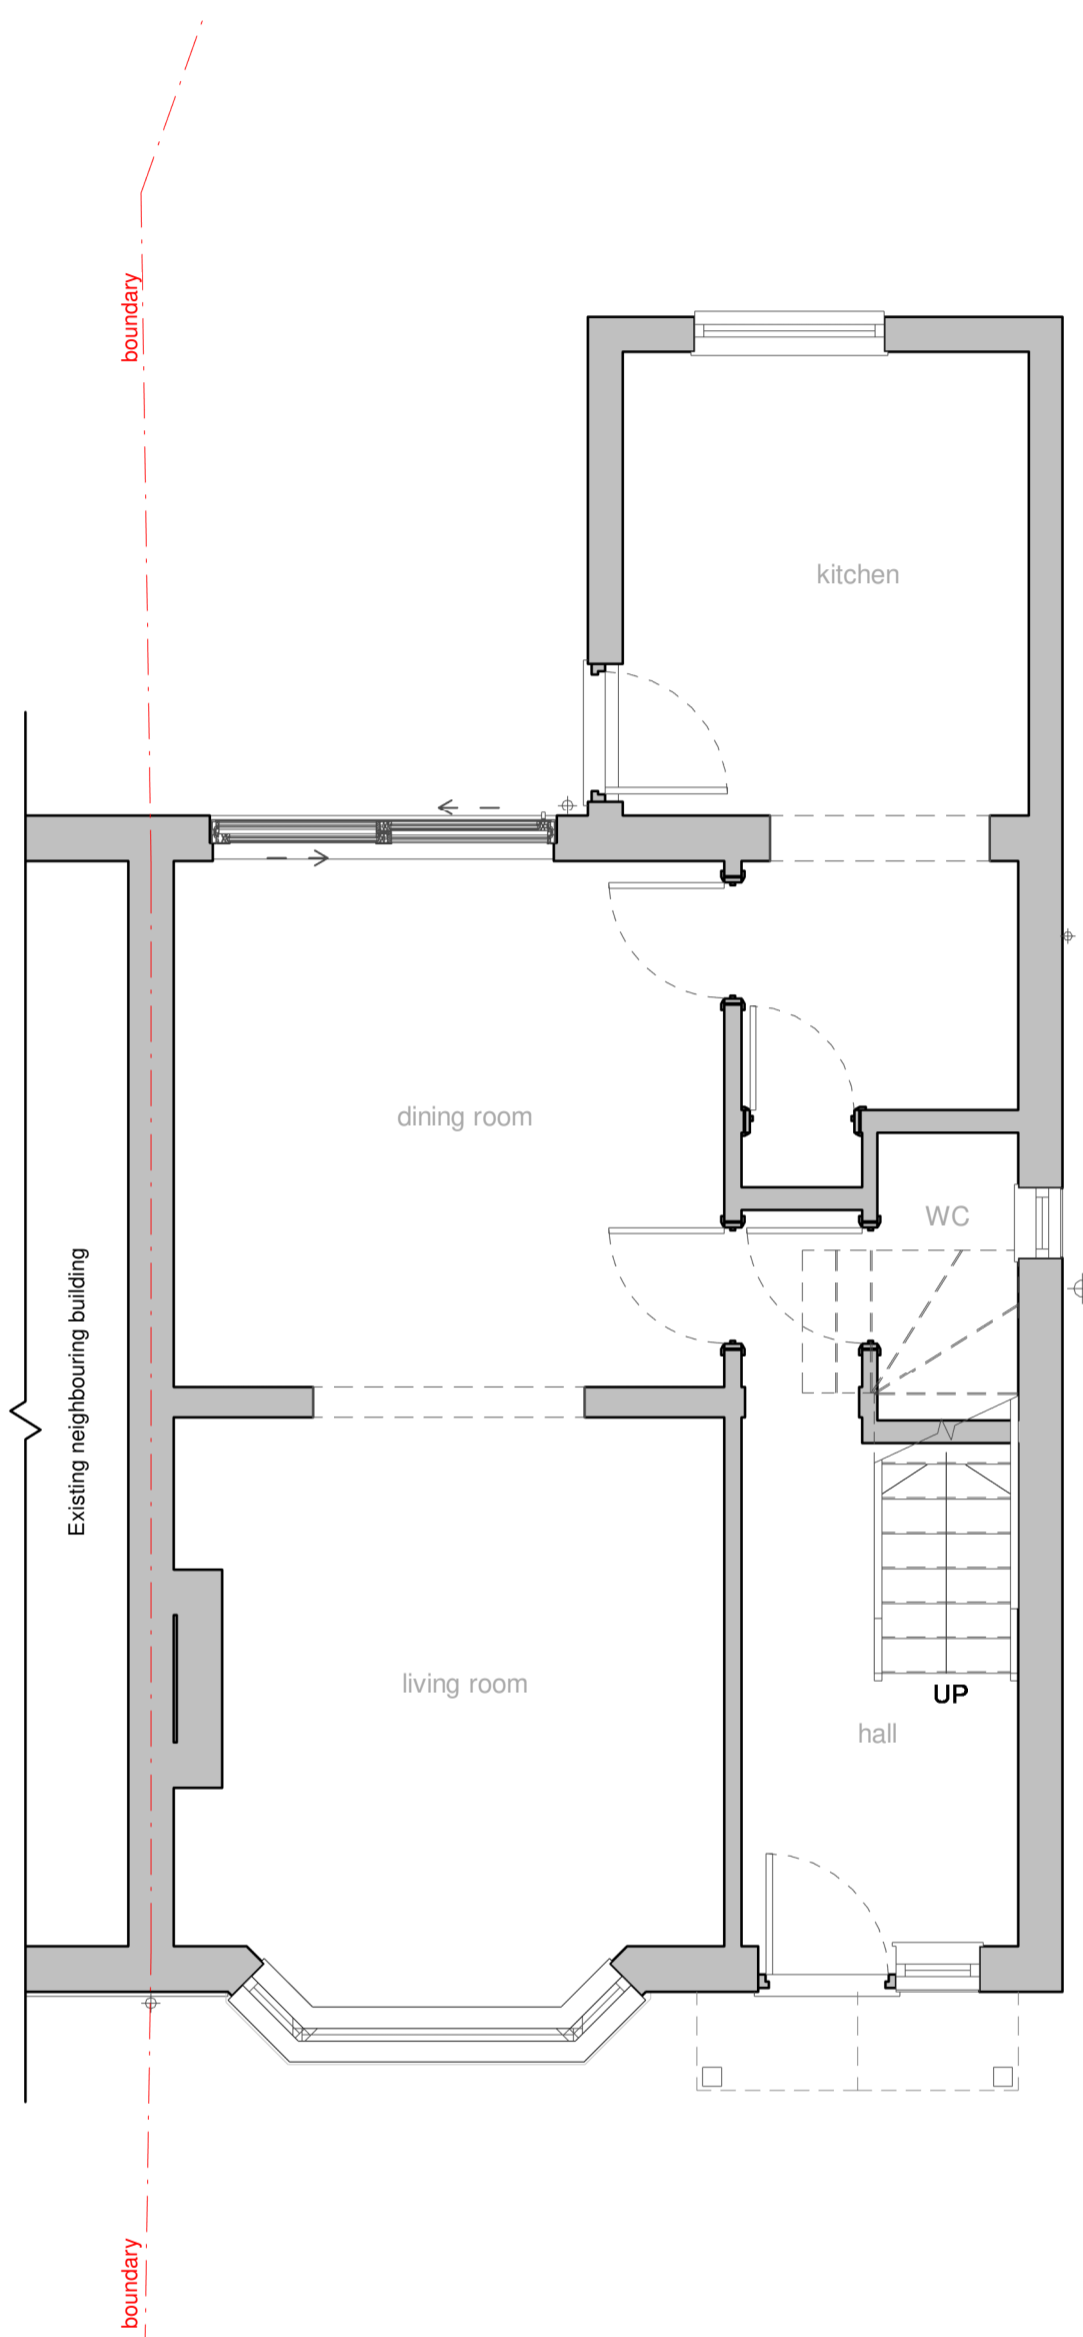 boundary
kitchen
dining room
WC
Existing neighbouring building
living room
UP
hall
boundary